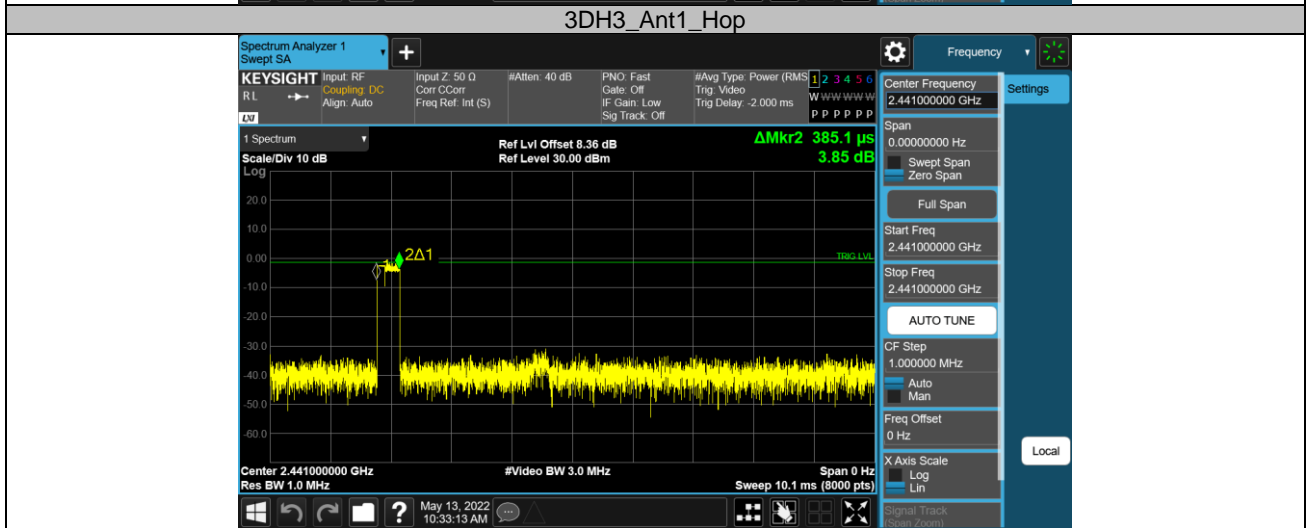 3DH3_Ant1_Hop
Spectrum Analyzer 1
Swept SA
Frequency
KEYSIGHT
RL
LXI
Input: RF
Coupling: DC
Align: Auto
Input Z: 50 Ω
Corr CCorr
Freq Ref: Int (S)
#Atten: 40 dB
PNO: Fast
Gate: Off
IF Gain: Low
Sig Track: Off
#Avg Type: Power (RMS
Trig: Video
Trig Delay: -2.000 ms
1 2 3 4 5 6
W W W W W W
P P P P P P
1 Spectrum
Scale/Div 10 dB
Log
Ref Lvl Offset 8.36 dB
Ref Level 30.00 dBm
ΔMkr2 385.1 µs
3.85 dB
20.0
10.0
0.00
-10.0
-20.0
-30.0
-40.0
-50.0
-60.0
2Δ1
TRIG LVL
Center 2.441000000 GHz
Res BW 1.0 MHz
#Video BW 3.0 MHz
Span 0 Hz
Sweep 10.1 ms (8000 pts)
?
May 13, 2022
10:33:13 AM
Center Frequency
2.441000000 GHz
Settings
Span
0.00000000 Hz
Swept Span
Zero Span
Full Span
Start Freq
2.441000000 GHz
Stop Freq
2.441000000 GHz
AUTO TUNE
CF Step
1.000000 MHz
Auto
Man
Freq Offset
0 Hz
X Axis Scale
Log
Lin
Local
Signal Track
(Span Zoom)